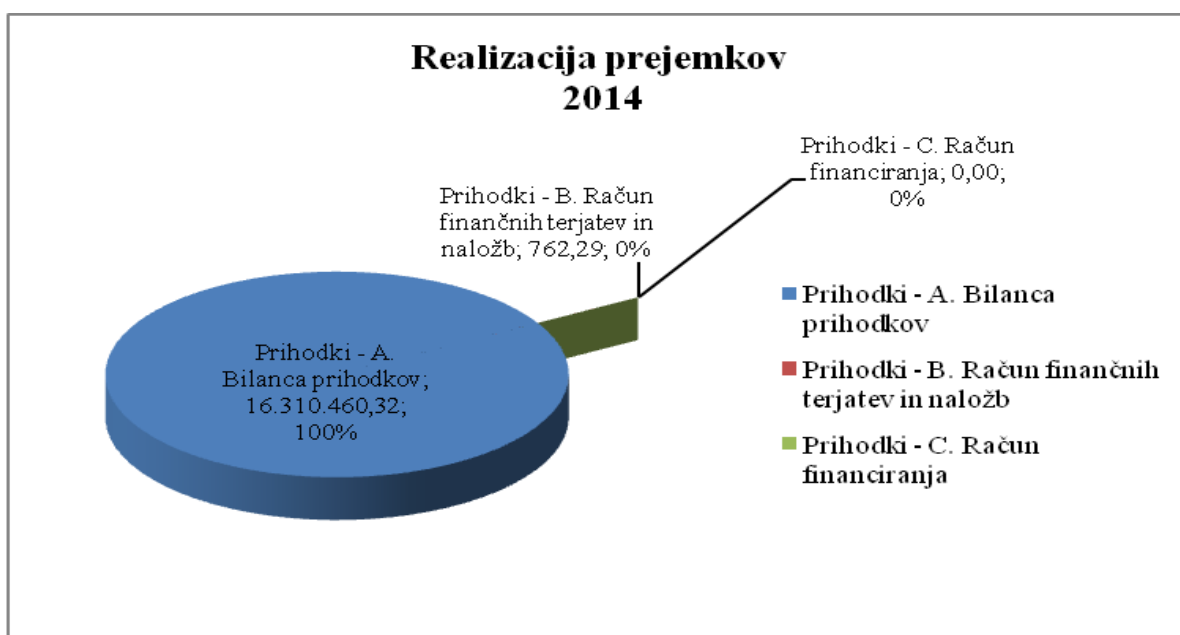 Realizacija prejemkov
2014
Prihodki - C. Račun
financiranja; 0,00;
0%
Prihodki - B. Račun
finančnih terjatev in
naložb; 762,29; 0%
Prihodki - A.
Bilanca prihodkov;
16.310.460,32;
100%
Prihodki - A. Bilanca
prihodkov
Prihodki - B. Račun finančnih
terjatev in naložb
Prihodki - C. Račun
financiranja